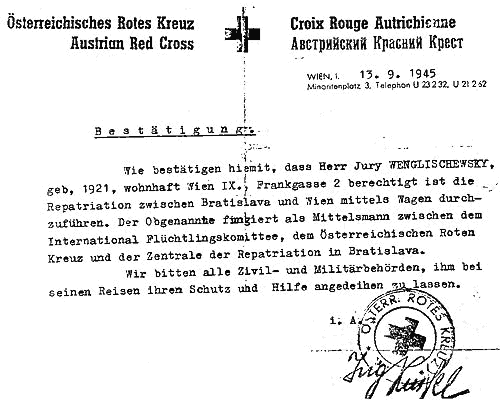 Österreichisches Rotes Kreuz
Austrian Red Cross
Croix Rouge Autrichienne
Австрийский Красний Крест
WIEN, I. 13. 9. 1945
Minoritenplatz 3, Telephon U 23 2 32, U 21 2 62
Bestätigung.
Wie bestätigen hiemit, dass Herr Jury WENGLISCHEWSKY,
geb, 1921, wohnhaft Wien IX., Frankgasse 2 berechtigt ist die
Repatriation zwischen Bratislava und Wien mittels Wagen durch-
zuführen. Der Obgenannte fungiert als Mittelsmann zwischen dem
International Flüchtlingskomittee, dem Österreichischen Roten
Kreuz und der Zentrale der Repatriation in Bratislava.
Wir bitten alle Zivil- und Militärbehörden, ihm bei
seinen Reisen ihren Schutz und Hilfe angedeihen zu lassen.
i. A.
ÖSTERR. ROTES KREUZ